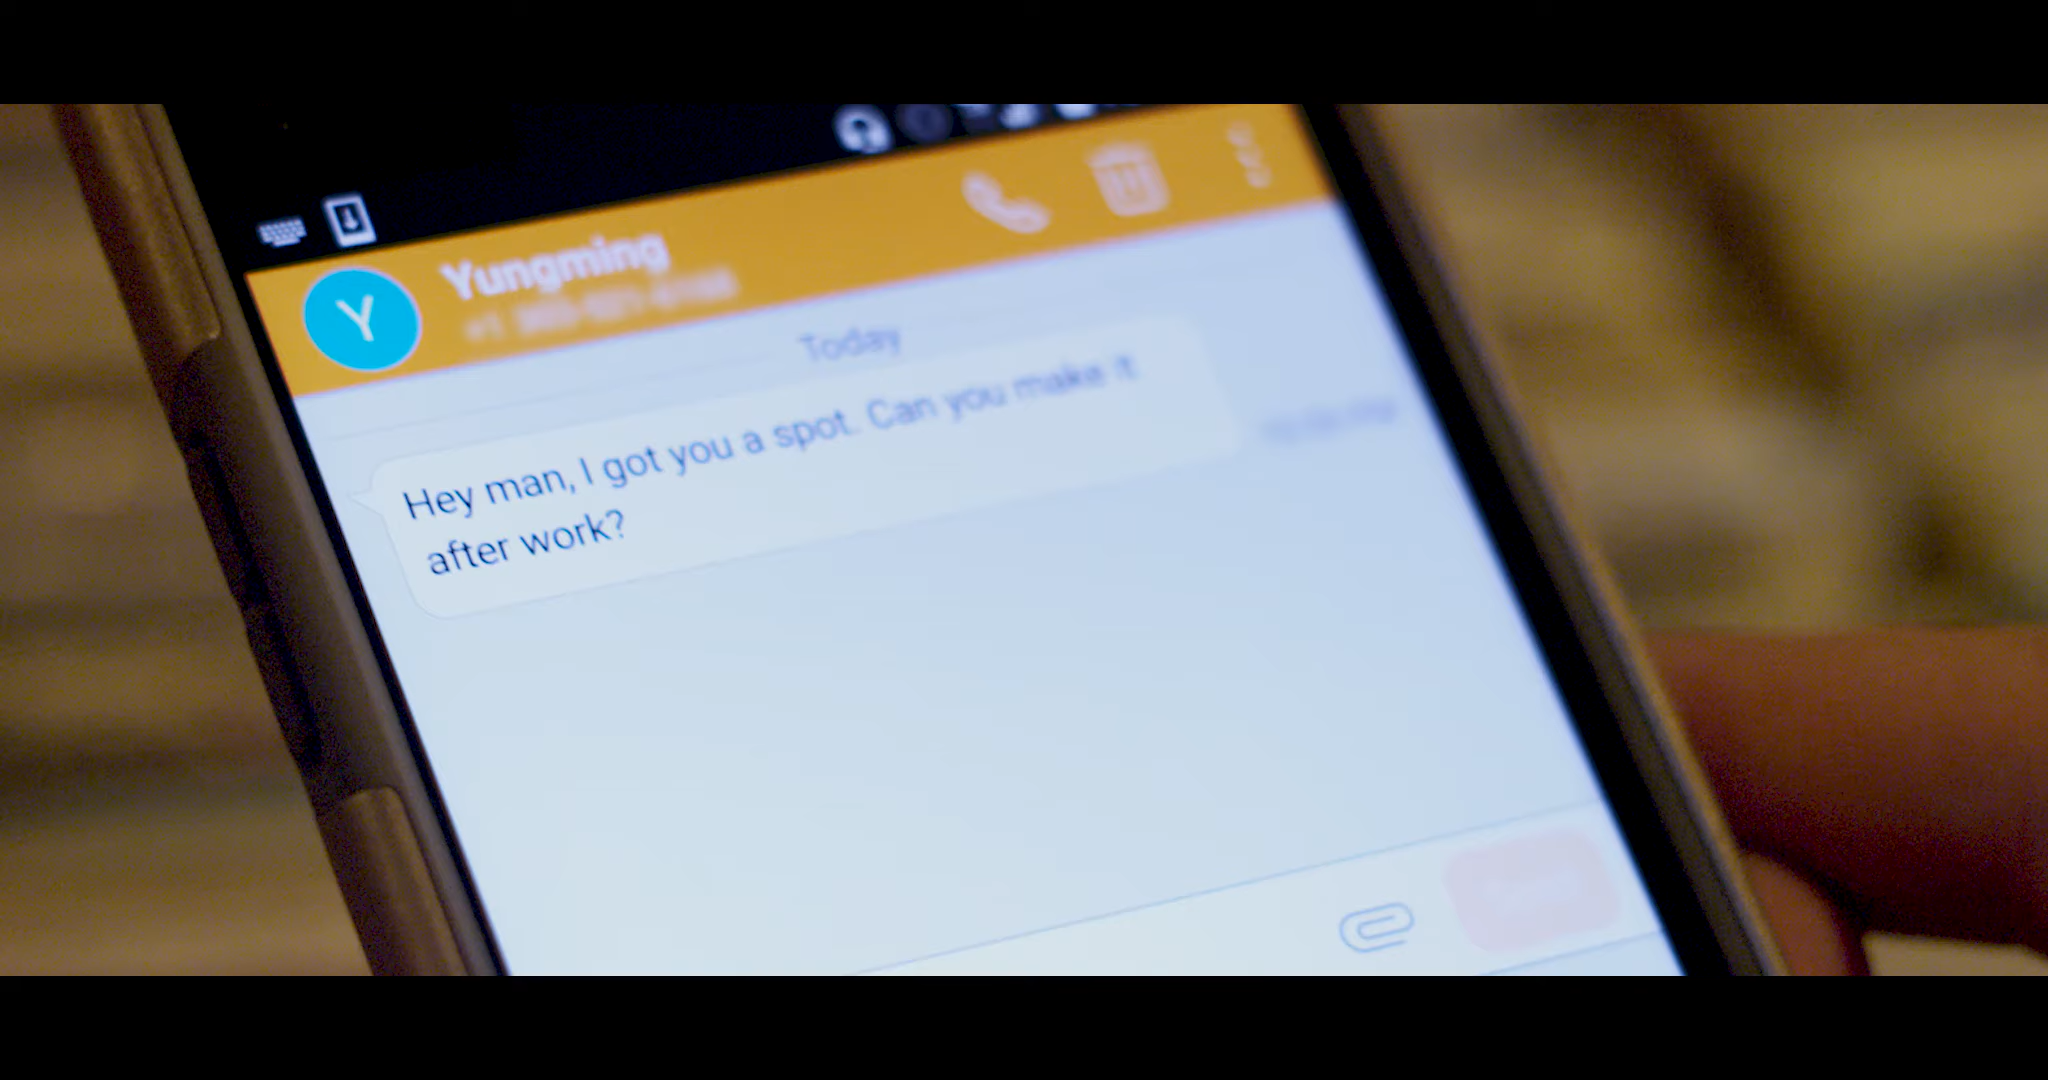 Y
Yungming
Today
Hey man, I got you a spot. Can you make it
after work?